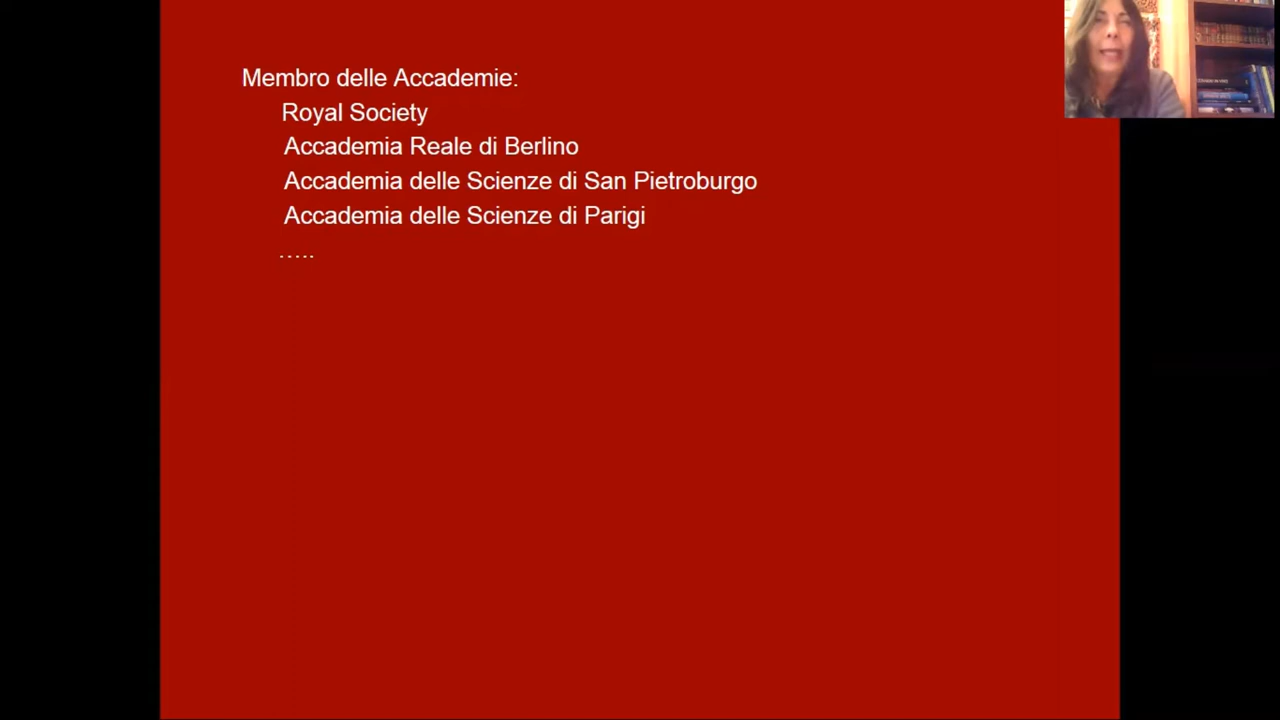 Membro delle Accademie:
Royal Society
Accademia Reale di Berlino
Accademia delle Scienze di San Pietroburgo
Accademia delle Scienze di Parigi
.....